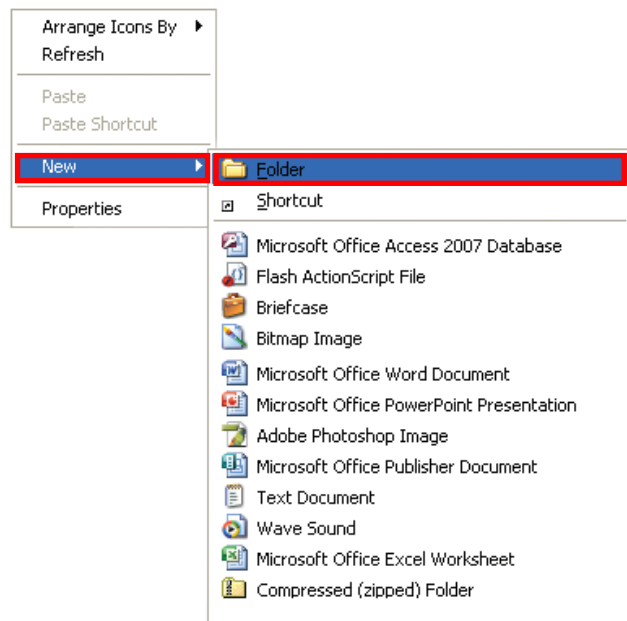 Arrange Icons By
Refresh
Paste
Paste Shortcut
New
Properties
Folder
Shortcut
Microsoft Office Access 2007 Database
Flash ActionScript File
Briefcase
Bitmap Image
Microsoft Office Word Document
Microsoft Office PowerPoint Presentation
Adobe Photoshop Image
Microsoft Office Publisher Document
Text Document
Wave Sound
Microsoft Office Excel Worksheet
Compressed (zipped) Folder